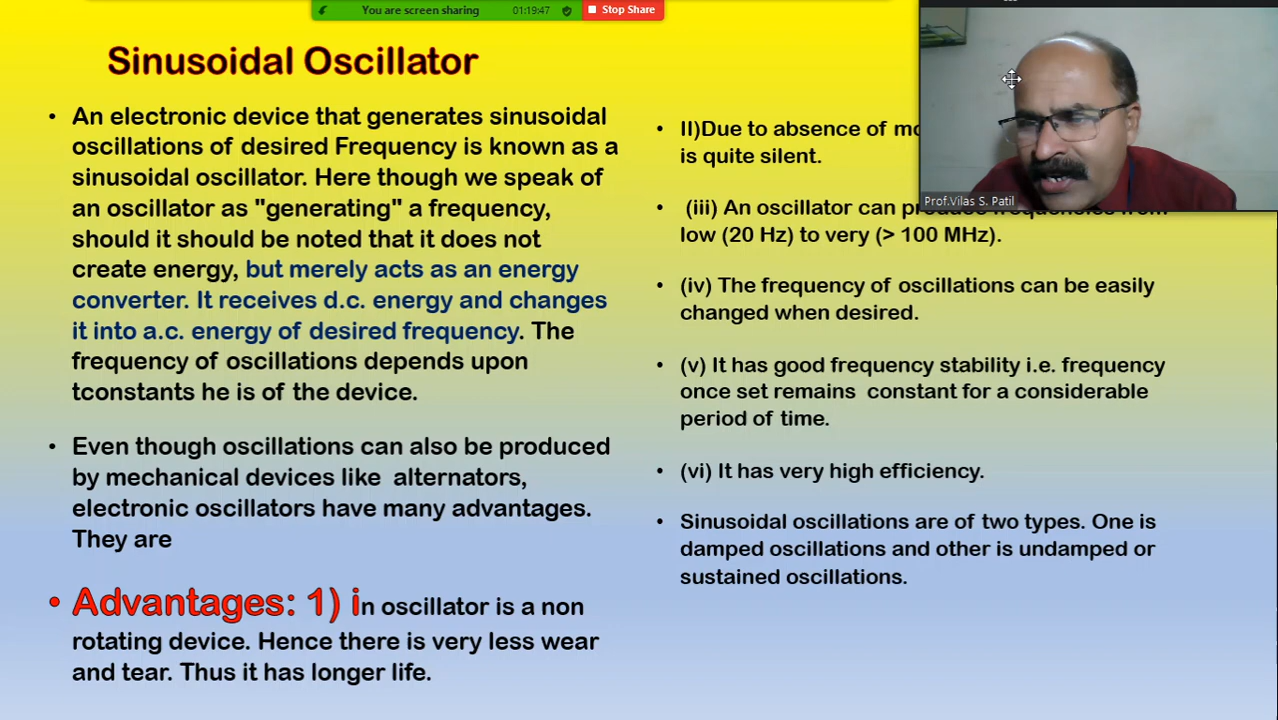 You are screen sharing
01:19:47
Stop Share
Sinusoidal Oscillator
• An electronic device that generates sinusoidal
oscillations of desired Frequency is known as a
sinusoidal oscillator. Here though we speak of
an oscillator as "generating" a frequency,
should it should be noted that it does not
create energy, but merely acts as an energy
converter. It receives d.c. energy and changes
it into a.c. energy of desired frequency. The
frequency of oscillations depends upon
tconstants he is of the device.
• Even though oscillations can also be produced
by mechanical devices like alternators,
electronic oscillators have many advantages.
They are
• Advantages: 1) in oscillator is a non
rotating device. Hence there is very less wear
and tear. Thus it has longer life.
• II)Due to absence of
is quite silent.
• (iii) An oscillator can produce frequencies from
low (20 Hz) to very (> 100 MHz).
• (iv) The frequency of oscillations can be easily
changed when desired.
• (v) It has good frequency stability i.e. frequency
once set remains constant for a considerable
period of time.
• (vi) It has very high efficiency.
• Sinusoidal oscillations are of two types. One is
damped oscillations and other is undamped or
sustained oscillations.
Prof.Vilas S. Patil